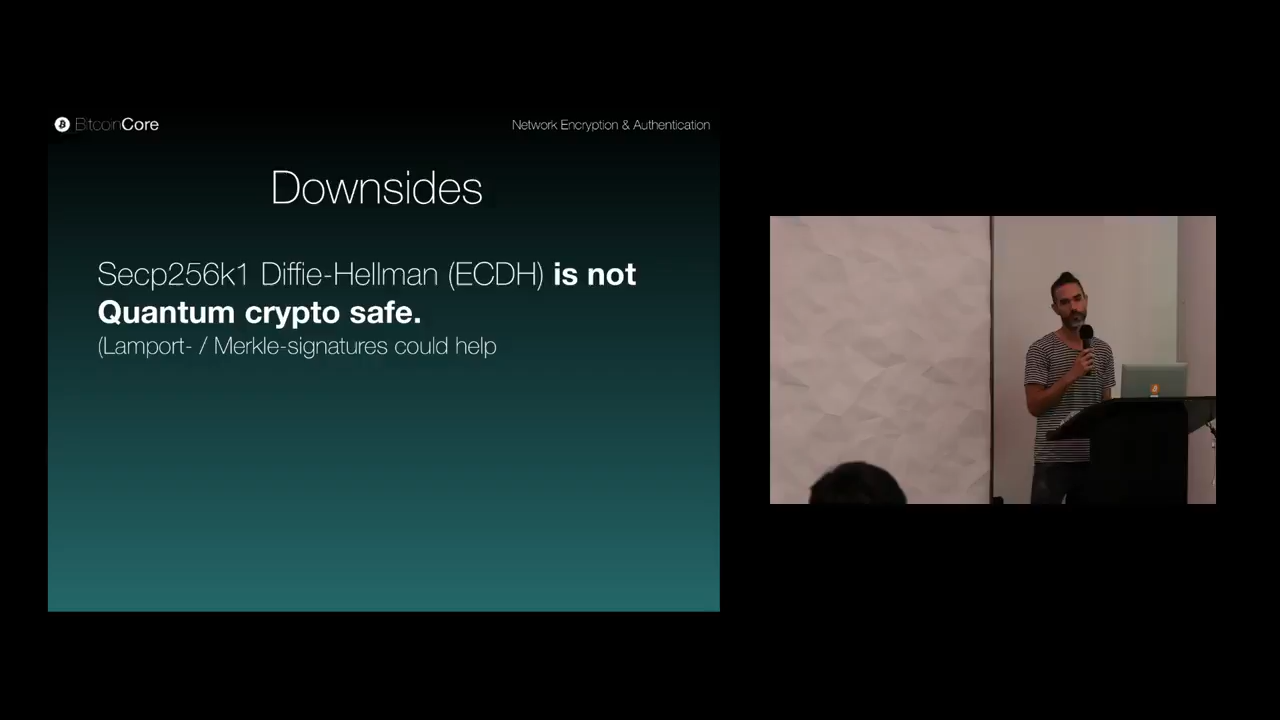 BitcoinCore
Network Encryption & Authentication
Downsides
Secp256k1 Diffie-Hellman (ECDH) is not
Quantum crypto safe.
(Lamport- / Merkle-signatures could help